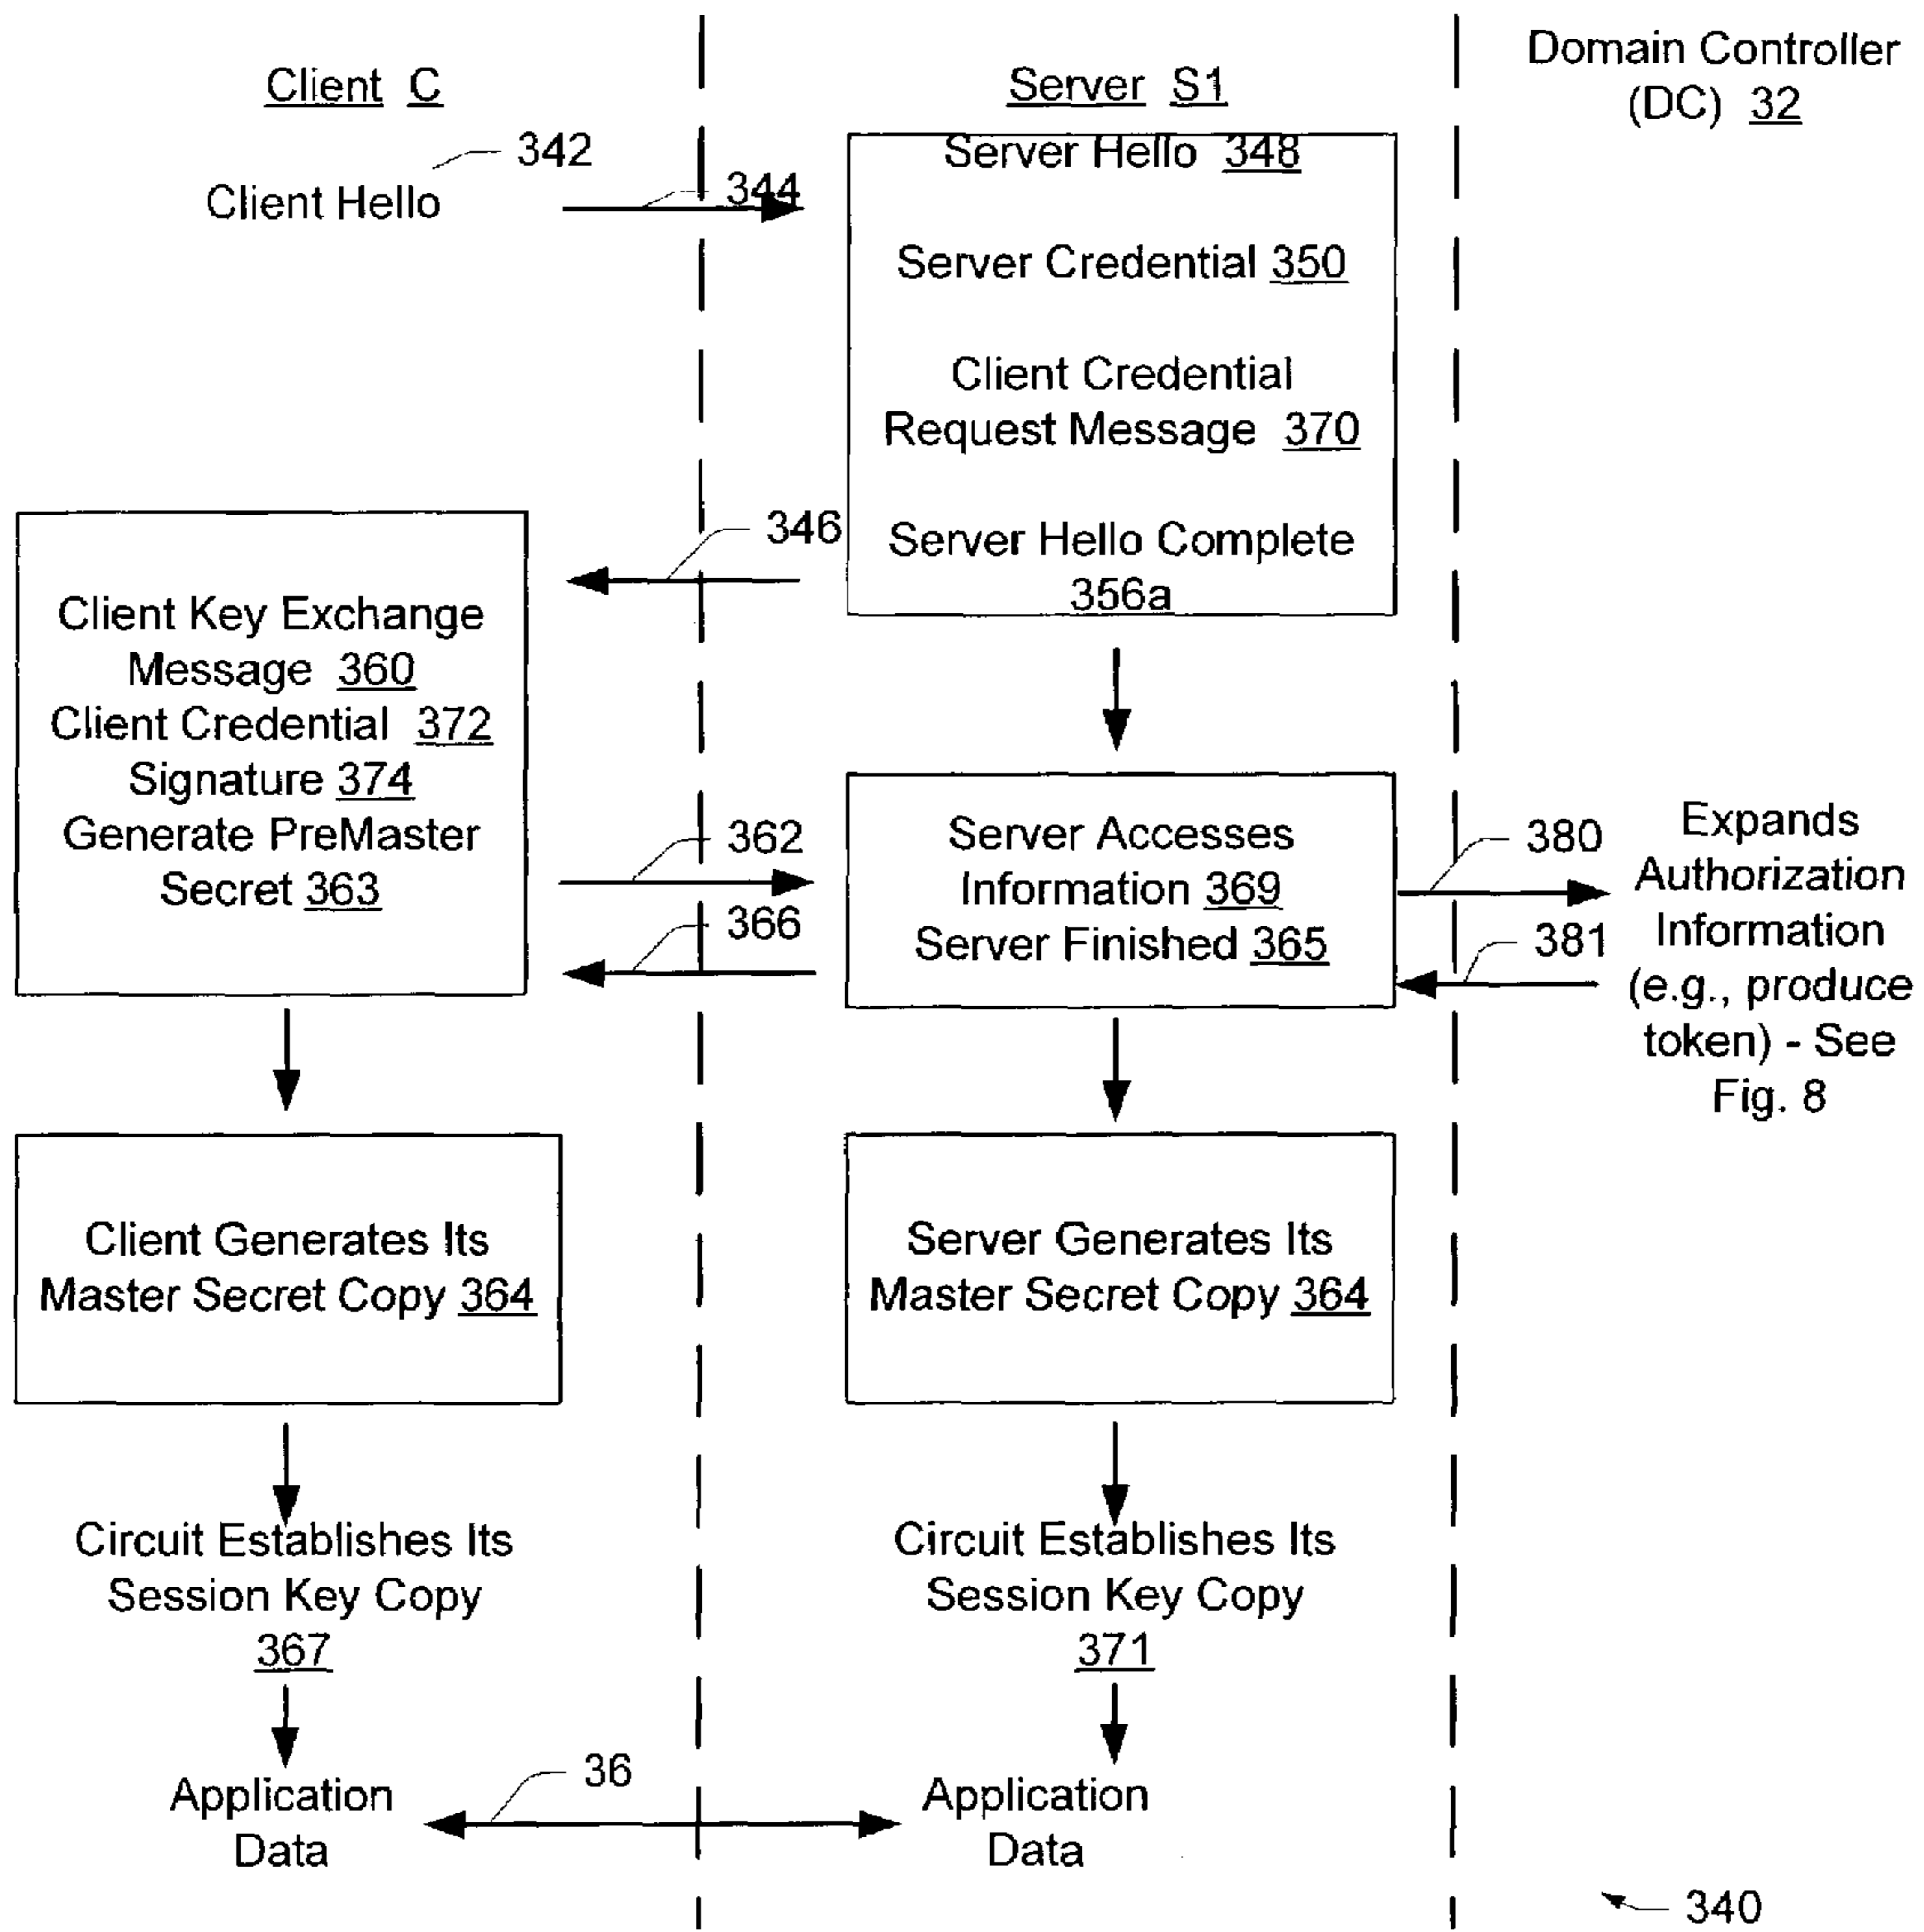 Client C
Server S1
Domain Controller
(DC) 32
342
Client Hello
344
Server Hello 348
Server Credential 350
Client Credential
Request Message 370
Server Hello Complete
356a
346
Client Key Exchange
Message 360
Client Credential 372
Signature 374
Generate PreMaster
Secret 363
362
366
Server Accesses
Information 369
Server Finished 365
380
381
Expands
Authorization
Information
(e.g., produce
token) - See
Fig. 8
Client Generates Its
Master Secret Copy 364
Server Generates Its
Master Secret Copy 364
Circuit Establishes Its
Session Key Copy
367
Circuit Establishes Its
Session Key Copy
371
Application
Data
36
Application
Data
340